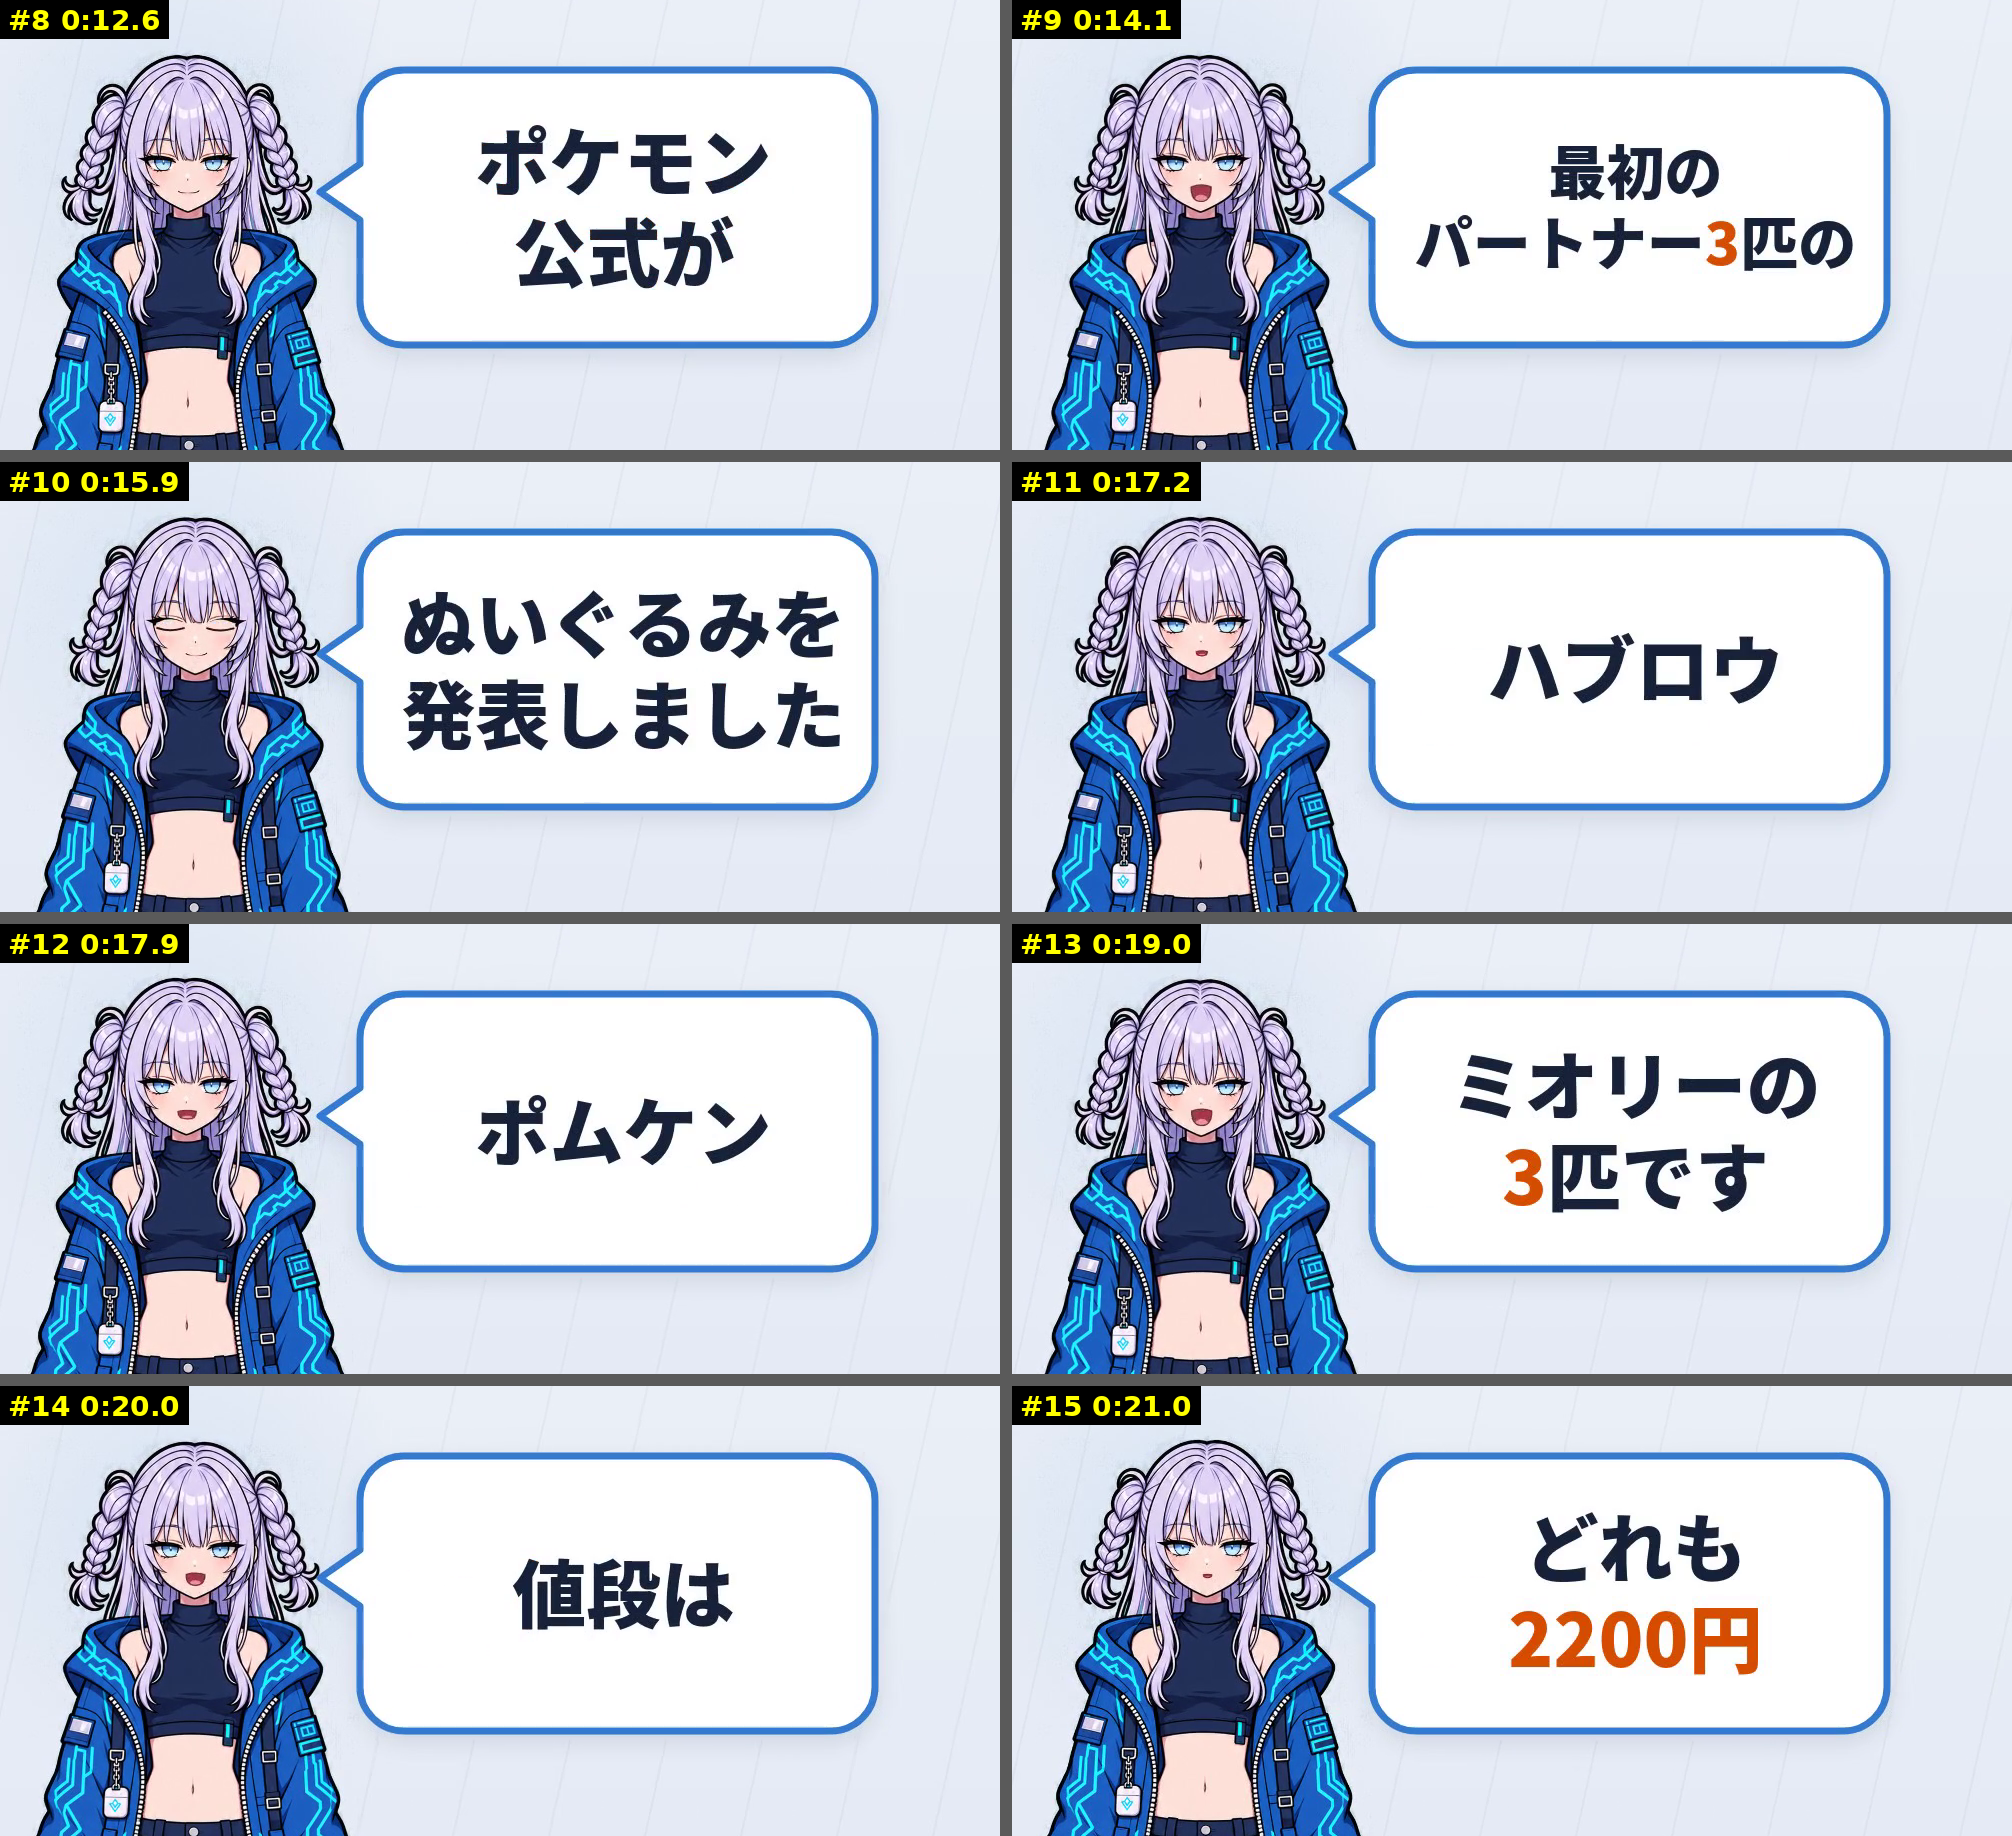 #8 0:12.6
ポケモン
公式が
#9 0:14.1
最初の
パートナー3匹の
#10 0:15.9
ぬいぐるみを
発表しました
#11 0:17.2
ハブロウ
#12 0:17.9
ポムケン
#13 0:19.0
ミオリーの
3匹です
#14 0:20.0
値段は
#15 0:21.0
どれも
2200円